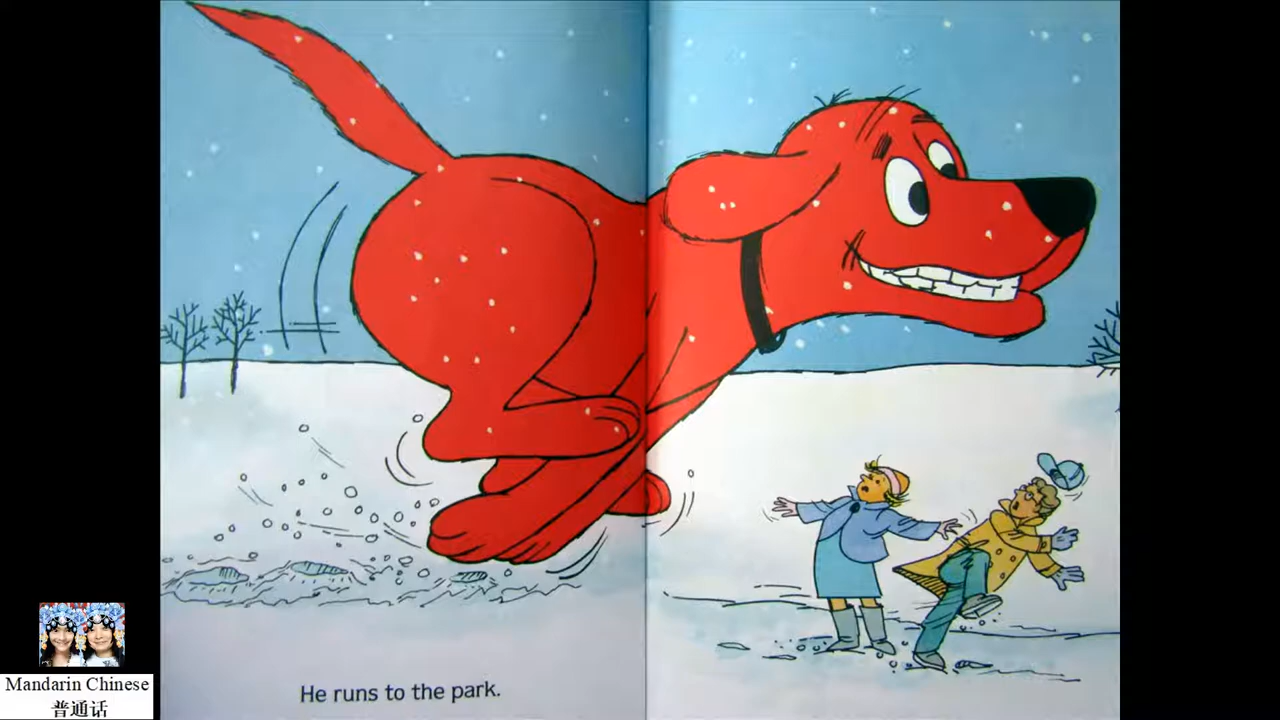 He runs to the park.
Mandarin Chinese
普通话